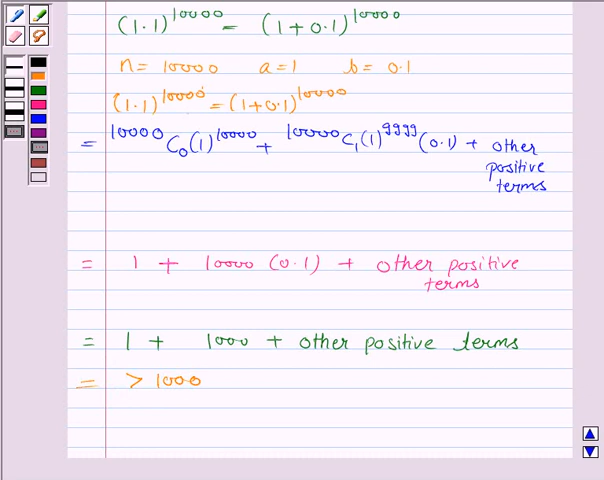 (1.1)^10000 = (1+0.1)^10000
n = 10000 a = 1 b = 0.1
(1.1)^10000 = (1+0.1)^10000
= ^10000C₀(1)^10000 + ^10000C₁(1)^9999 (0.1) + other
positive
terms
= 1 + 10000 (0.1) + other positive
terms
= 1 + 1000 + other positive terms
= > 1000